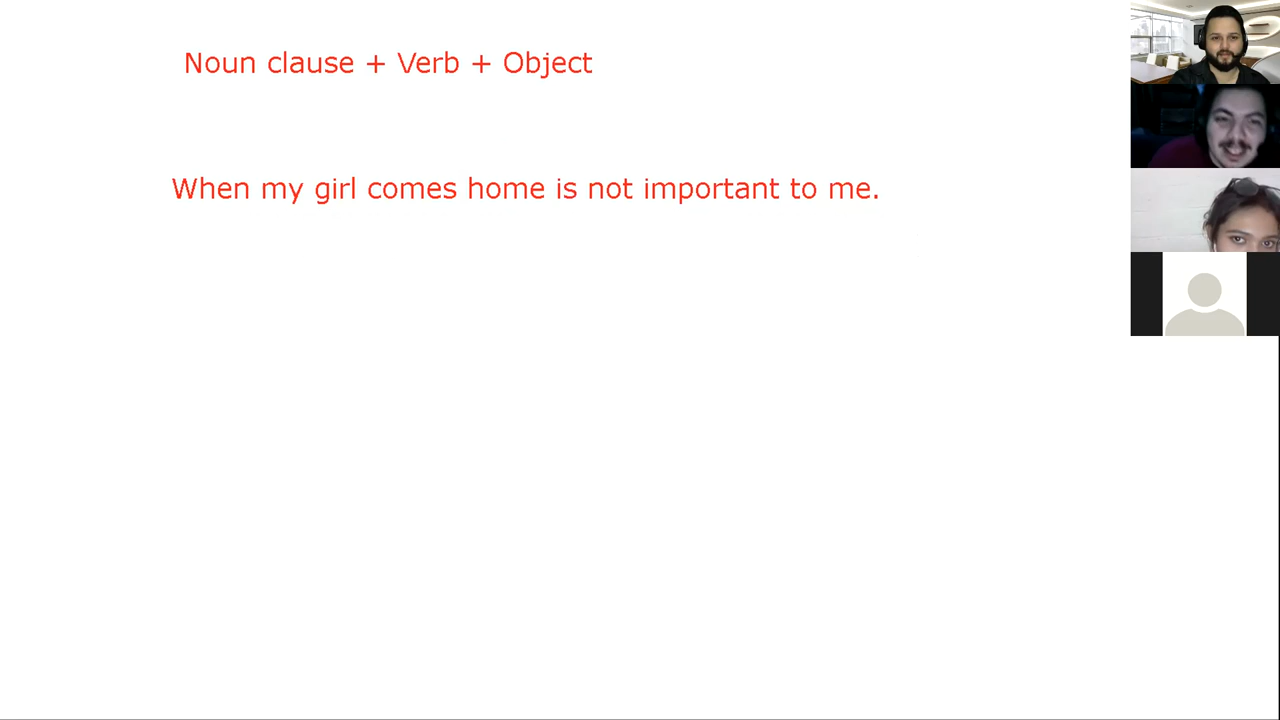 Noun clause + Verb + Object
When my girl comes home is not important to me.